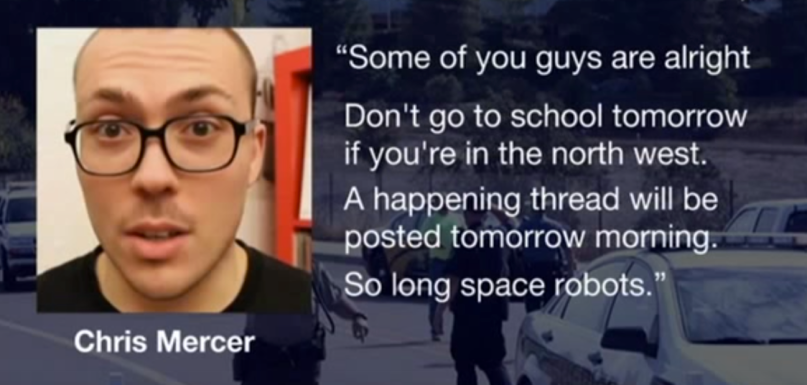 “Some of you guys are alright
Don't go to school tomorrow
if you're in the north west.
A happening thread will be
posted tomorrow morning.
So long space robots.”
Chris Mercer